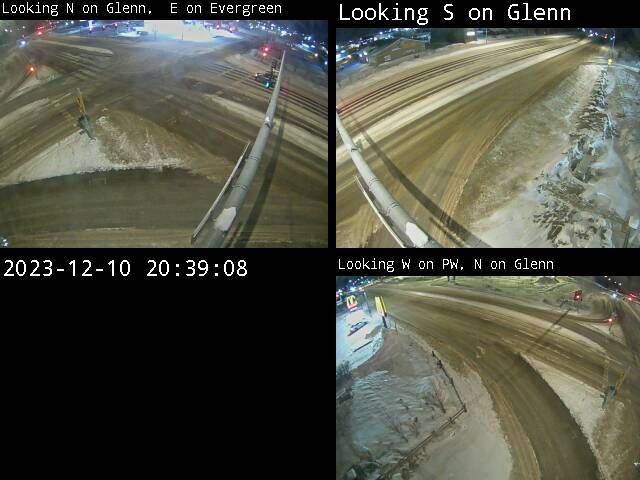 Looking N on Glenn,  E on Evergreen
Looking S on Glenn
2023-12-10 20:39:08
Looking W on PW, N on Glenn